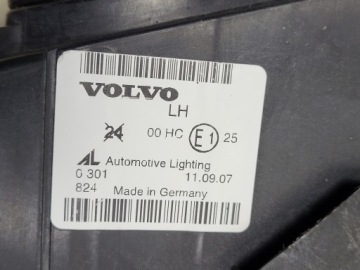 VOLVO
LH
24 00 HC E1 25
AL Automotive Lighting
0 301 11.09.07
824 Made in Germany